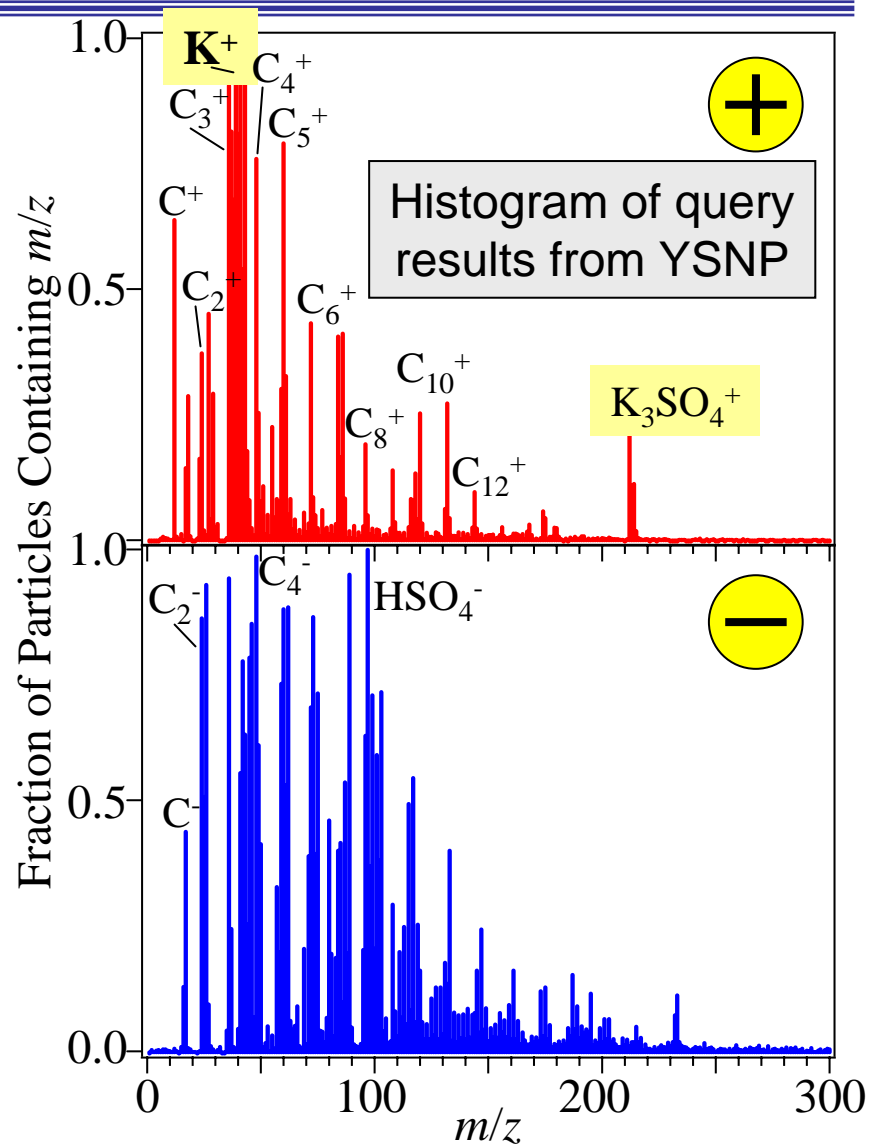 1.0
K⁺
C₄⁺
C₃⁺
C₅⁺
+
Histogram of query
results from YSNP
C⁺
C₂⁺
0.5
C₆⁺
C₁₀⁺
K₃SO₄⁺
C₈⁺
C₁₂⁺
Fraction of Particles Containing m/z
1.0
C₄⁻
C₂⁻
HSO₄⁻
−
0.5
C⁻
0.0
0 100 200 300
m/z